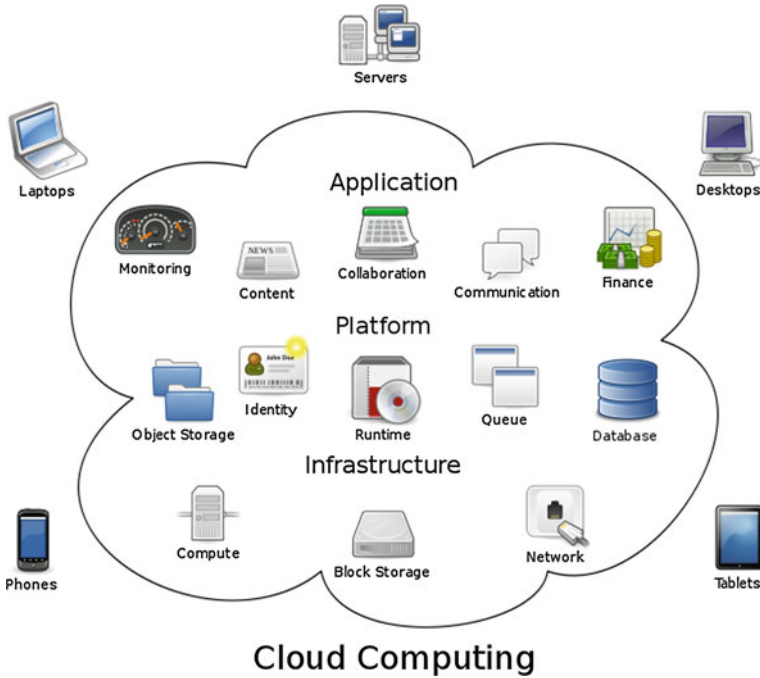 Servers
Laptops
Desktops
Application
Monitoring
NEWS
Content
Collaboration
Communication
Finance
Platform
John Doe
Object Storage
Identity
Runtime
Queue
Database
Infrastructure
Compute
Block Storage
Network
Phones
Tablets
Cloud Computing